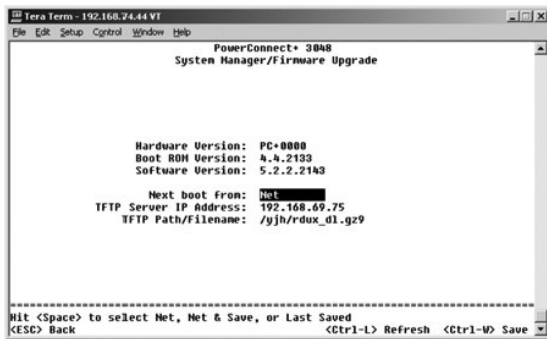 Tera Term - 192.168.74.44 VT
File Edit Setup Control Window Help
PowerConnect+ 3048
System Manager/Firmware Upgrade
Hardware Version: PC+0000
Boot ROM Version: 4.4.2133
Software Version: 5.2.2.2143
Next boot from: Net
TFTP Server IP Address: 192.168.69.75
TFTP Path/Filename: /yjh/rdux_dl.gz9
Hit <Space> to select Net, Net & Save, or Last Saved
<ESC> Back <Ctrl-L> Refresh <Ctrl-W> Save